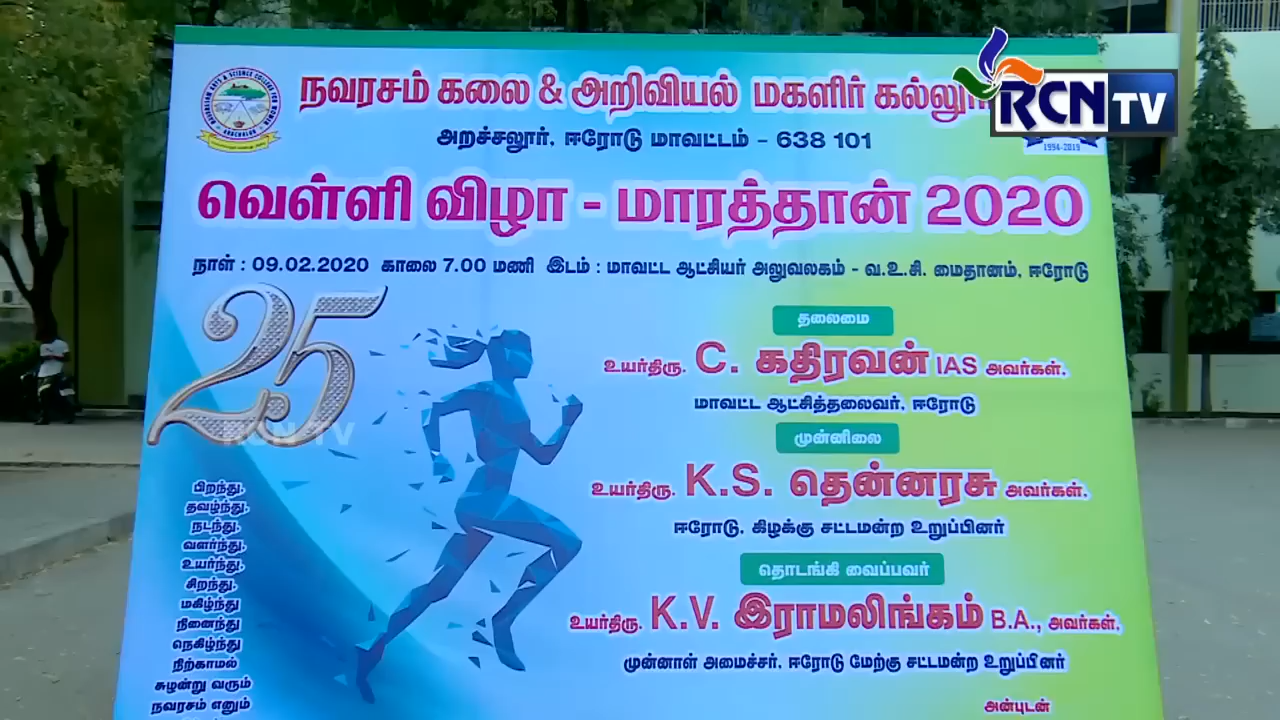 RCN TV
நவரசம் கலை & அறிவியல் மகளிர்
அறச்சலூர், ஈரோடு மாவட்டம் - 638 101
1994-2019
வெள்ளி விழா - மாரத்தான் 2020
நாள் : 09.02.2020 காலை 7.00 மணி இடம் : மாவட்ட ஆட்சியர் அலுவலகம் - வ.உ.சி. மைதானம், ஈரோடு
25
RCN TV
தலைமை
உயர்திரு. C. கதிரவன் IAS அவர்கள்,
மாவட்ட ஆட்சித்தலைவர், ஈரோடு
முன்னிலை
உயர்திரு. K.S. தென்னரசு அவர்கள்,
ஈரோடு, கிழக்கு சட்டமன்ற உறுப்பினர்
தொடங்கி வைப்பவர்
உயர்திரு. K.V. இராமலிங்கம் B.A., அவர்கள்,
முன்னாள் அமைச்சர், ஈரோடு மேற்கு சட்டமன்ற உறுப்பினர்
அன்புடன்
பிறந்து,
தவழ்ந்து,
நடந்து,
வளர்ந்து,
உயர்ந்து,
சிறந்து,
மகிழ்ந்து
நினைந்து
நெகிழ்ந்து
நிற்காமல்
சுழன்று வரும்
நவரசம் எனும்